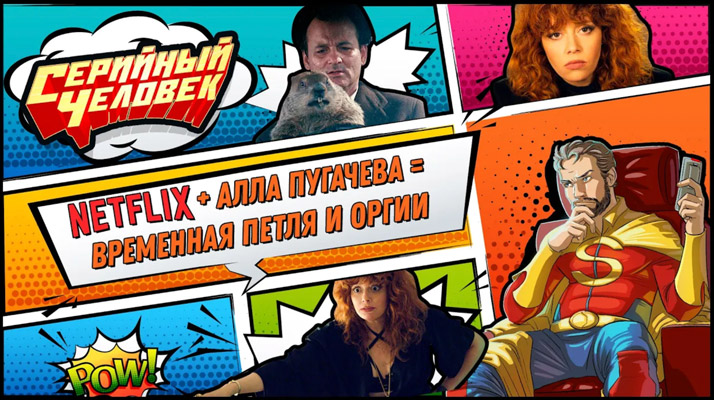 СЕРИЙНЫЙ
ЧЕЛОВЕК
NETFLIX + АЛЛА ПУГАЧЕВА =
ВРЕМЕННАЯ ПЕТЛЯ И ОРГИИ
S
POW!